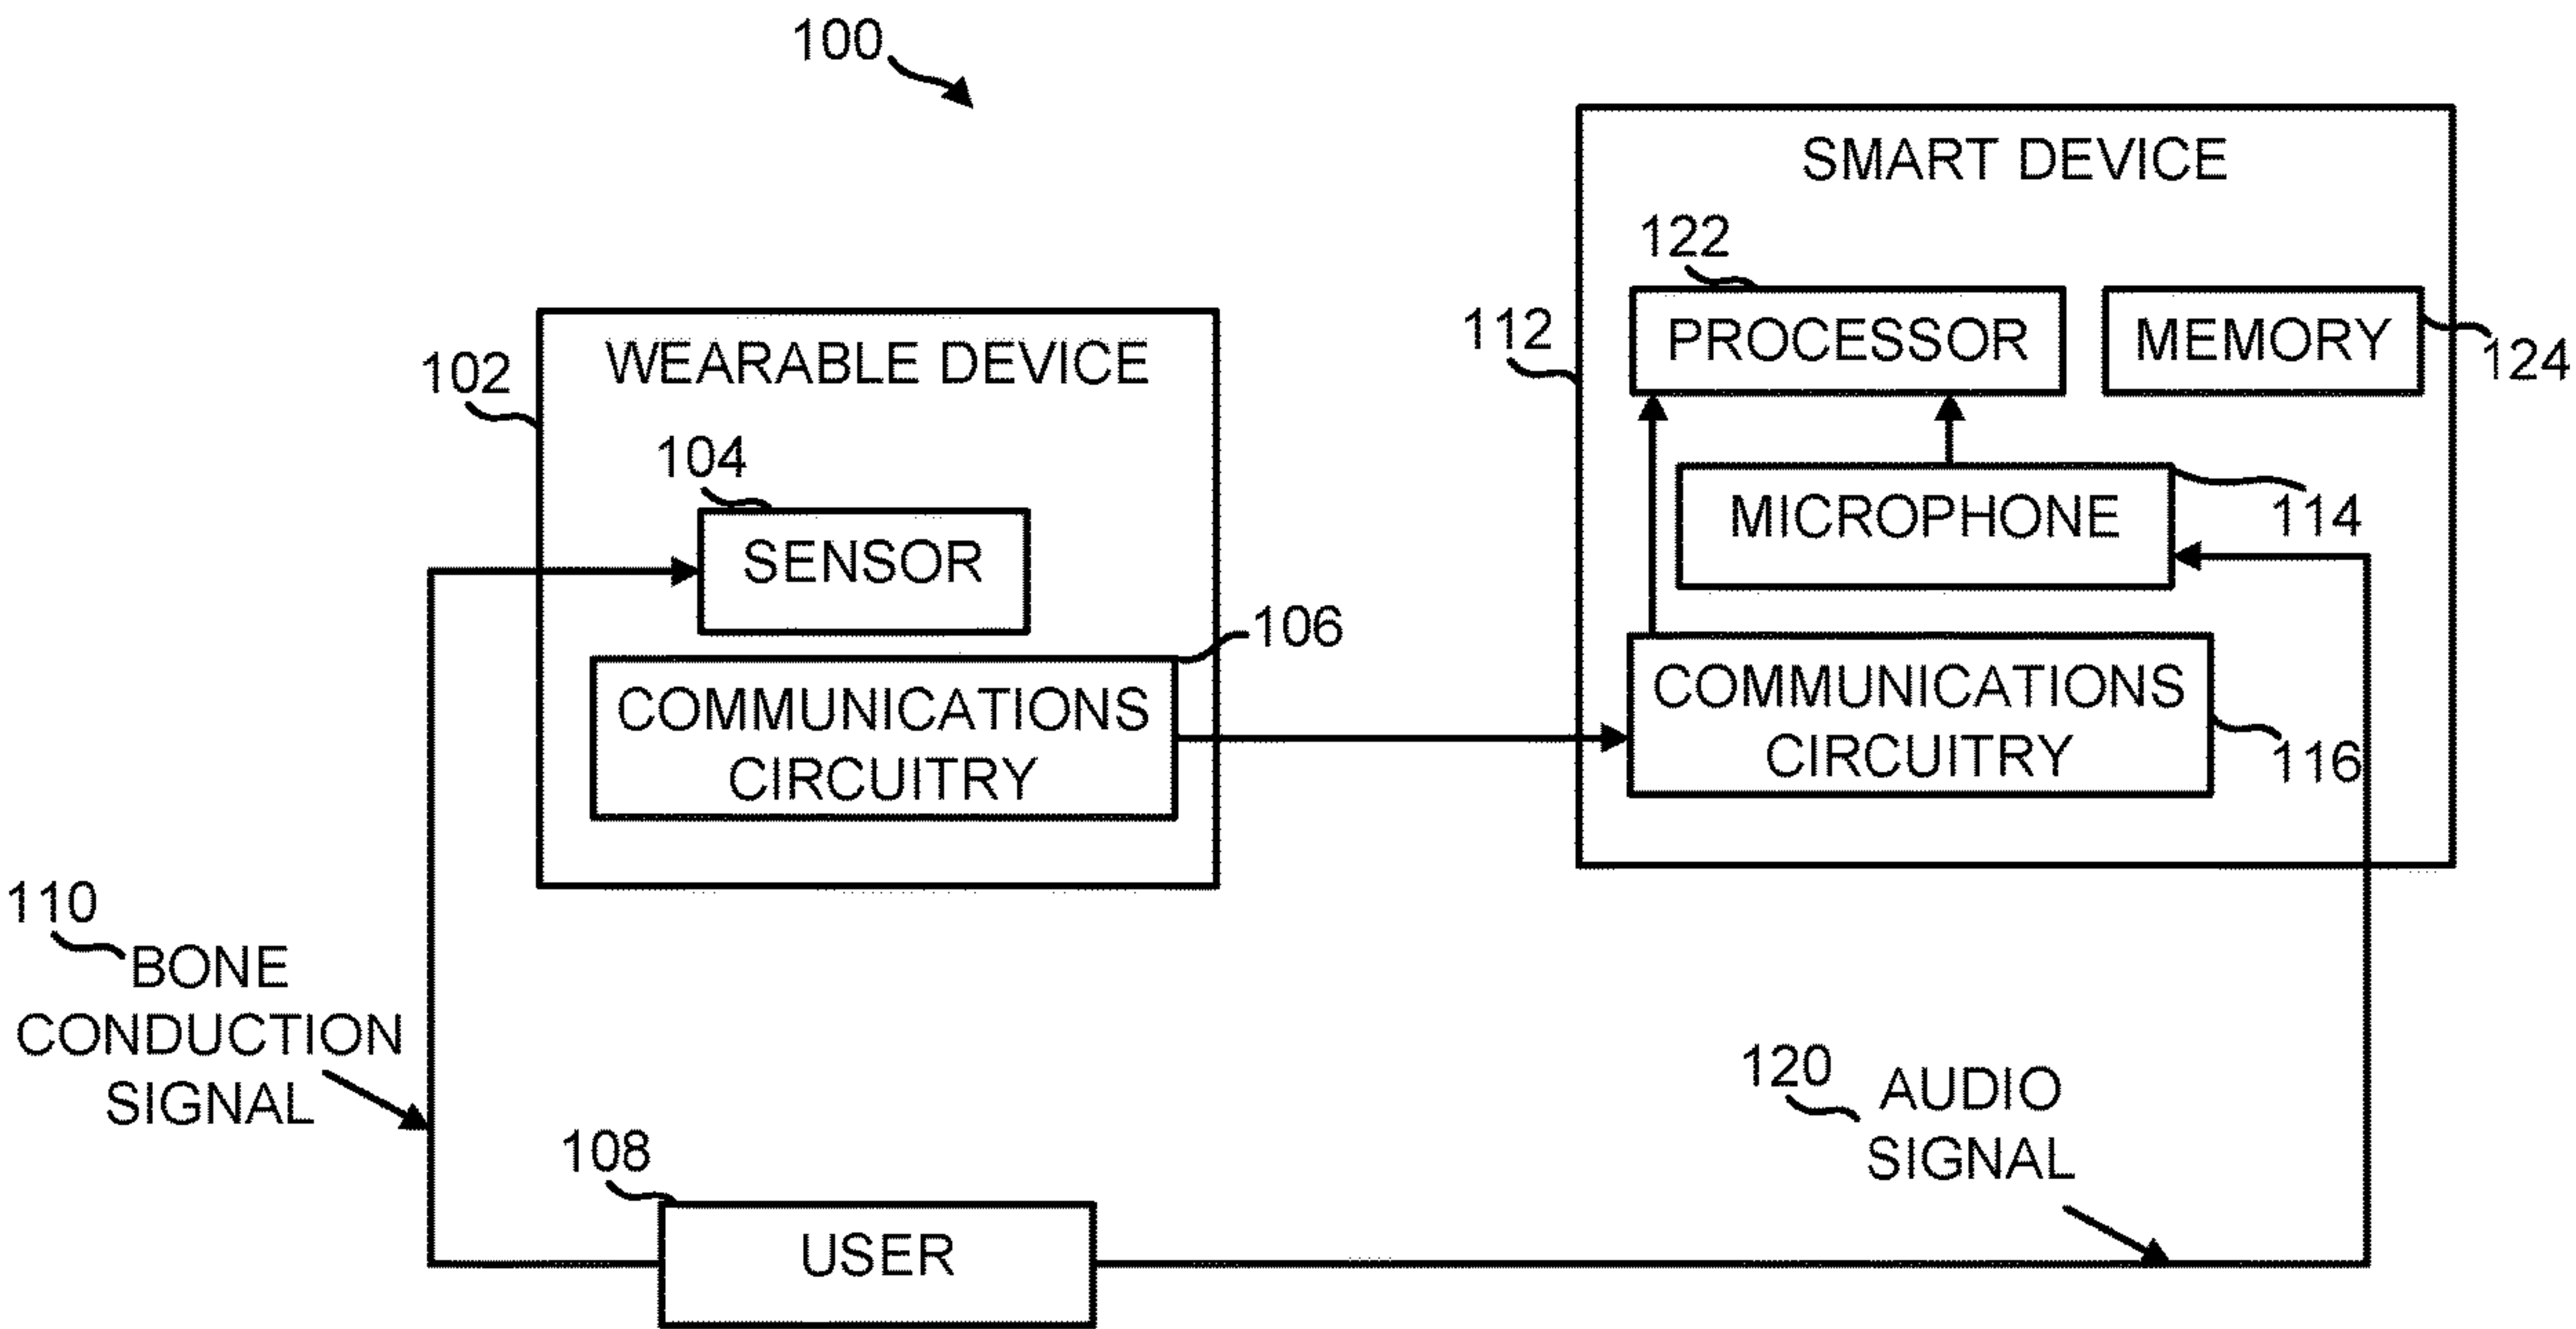 100
SMART DEVICE
122
PROCESSOR
MEMORY
112
124
WEARABLE DEVICE
102
104
SENSOR
MICROPHONE
114
106
COMMUNICATIONS
CIRCUITRY
COMMUNICATIONS
CIRCUITRY
116
110
BONE
CONDUCTION
SIGNAL
120
AUDIO
SIGNAL
108
USER